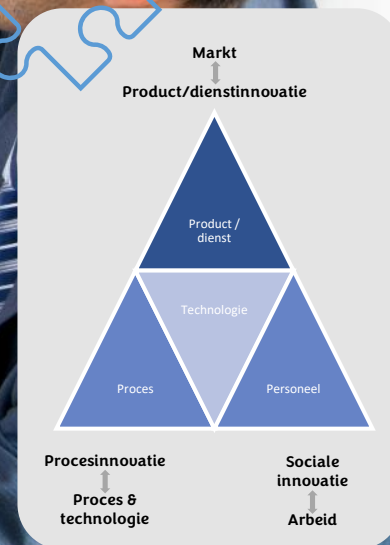 Markt
Product/dienstinnovatie
Product /
dienst
Technologie
Proces
Personeel
Procesinnovatie
Proces &
technologie
Sociale
innovatie
Arbeid